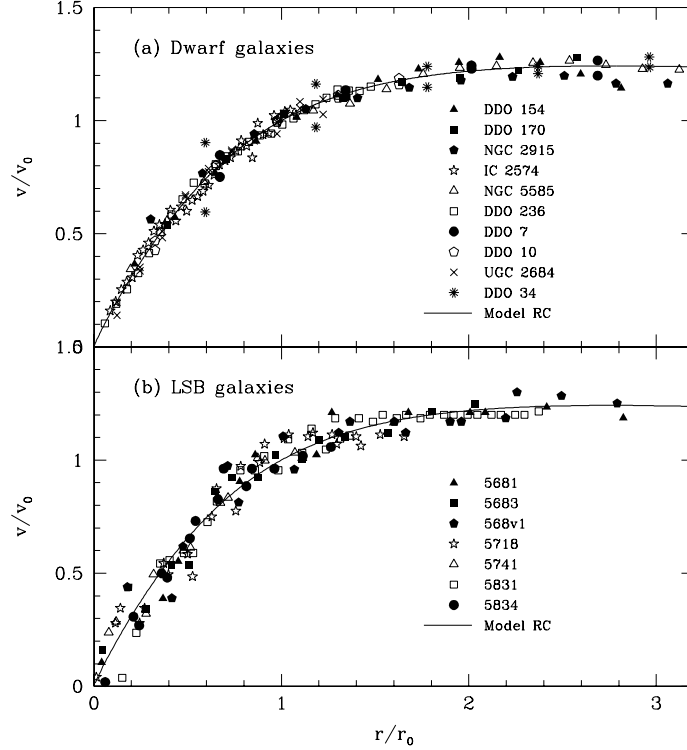 1.5
(a) Dwarf galaxies
1
v/v0
0.5
0
DDO 154
DDO 170
NGC 2915
IC 2574
NGC 5585
DDO 236
DDO 7
DDO 10
UGC 2684
DDO 34
Model RC
1.5
(b) LSB galaxies
1
v/v0
0.5
0
5681
5683
568v1
5718
5741
5831
5834
Model RC
0 1 2 3
r/r0